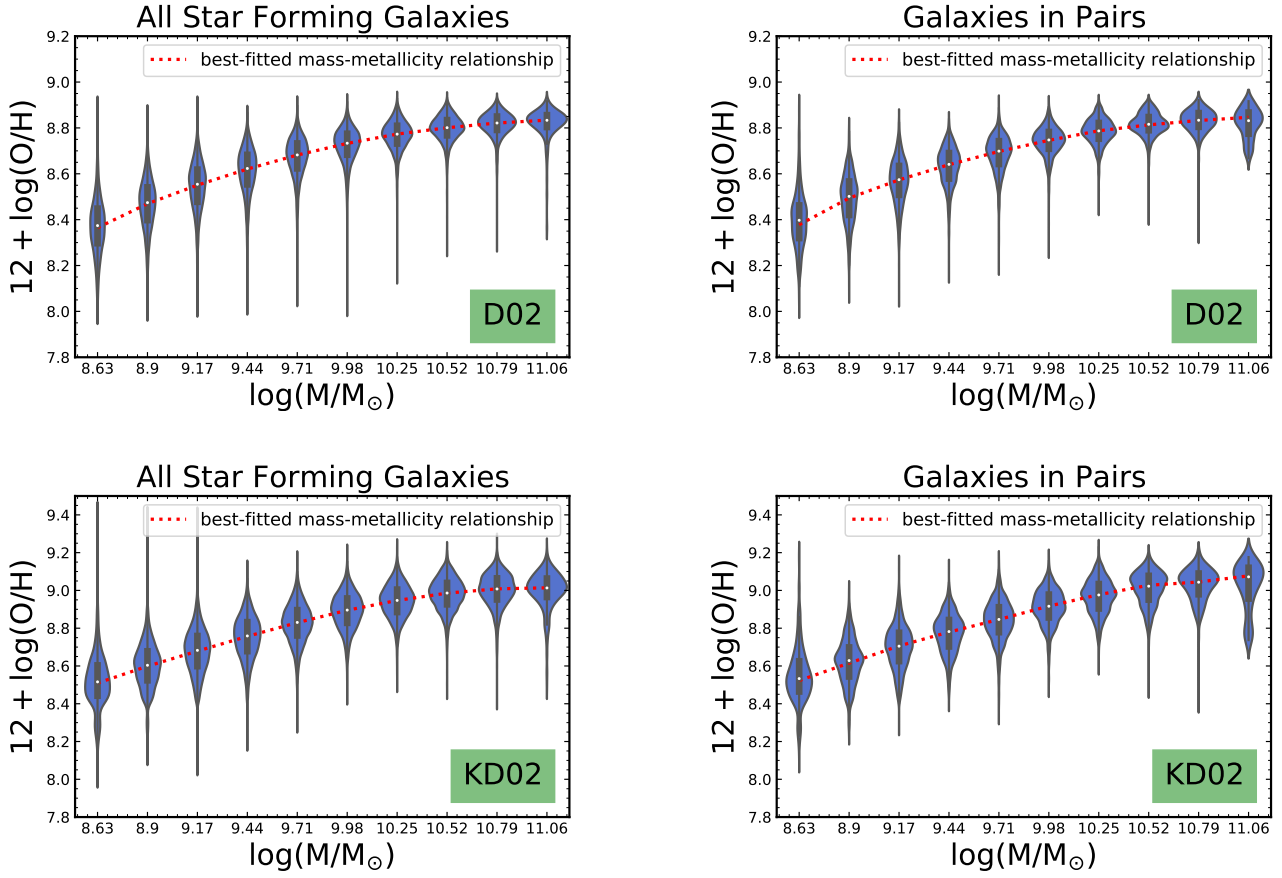 All Star Forming Galaxies
9.2
9.0
8.8
8.6
8.4
8.2
8.0
7.8
12 + log(O/H)
best-fitted mass-metallicity relationship
D02
8.63 8.9 9.17 9.44 9.71 9.98 10.25 10.52 10.79 11.06
log(M/M☉)
Galaxies in Pairs
9.2
9.0
8.8
8.6
8.4
8.2
8.0
7.8
12 + log(O/H)
best-fitted mass-metallicity relationship
D02
8.63 8.9 9.17 9.44 9.71 9.98 10.25 10.52 10.79 11.06
log(M/M☉)
All Star Forming Galaxies
9.4
9.2
9.0
8.8
8.6
8.4
8.2
8.0
7.8
12 + log(O/H)
best-fitted mass-metallicity relationship
KD02
8.63 8.9 9.17 9.44 9.71 9.98 10.25 10.52 10.79 11.06
log(M/M☉)
Galaxies in Pairs
9.4
9.2
9.0
8.8
8.6
8.4
8.2
8.0
7.8
12 + log(O/H)
best-fitted mass-metallicity relationship
KD02
8.63 8.9 9.17 9.44 9.71 9.98 10.25 10.52 10.79 11.06
log(M/M☉)